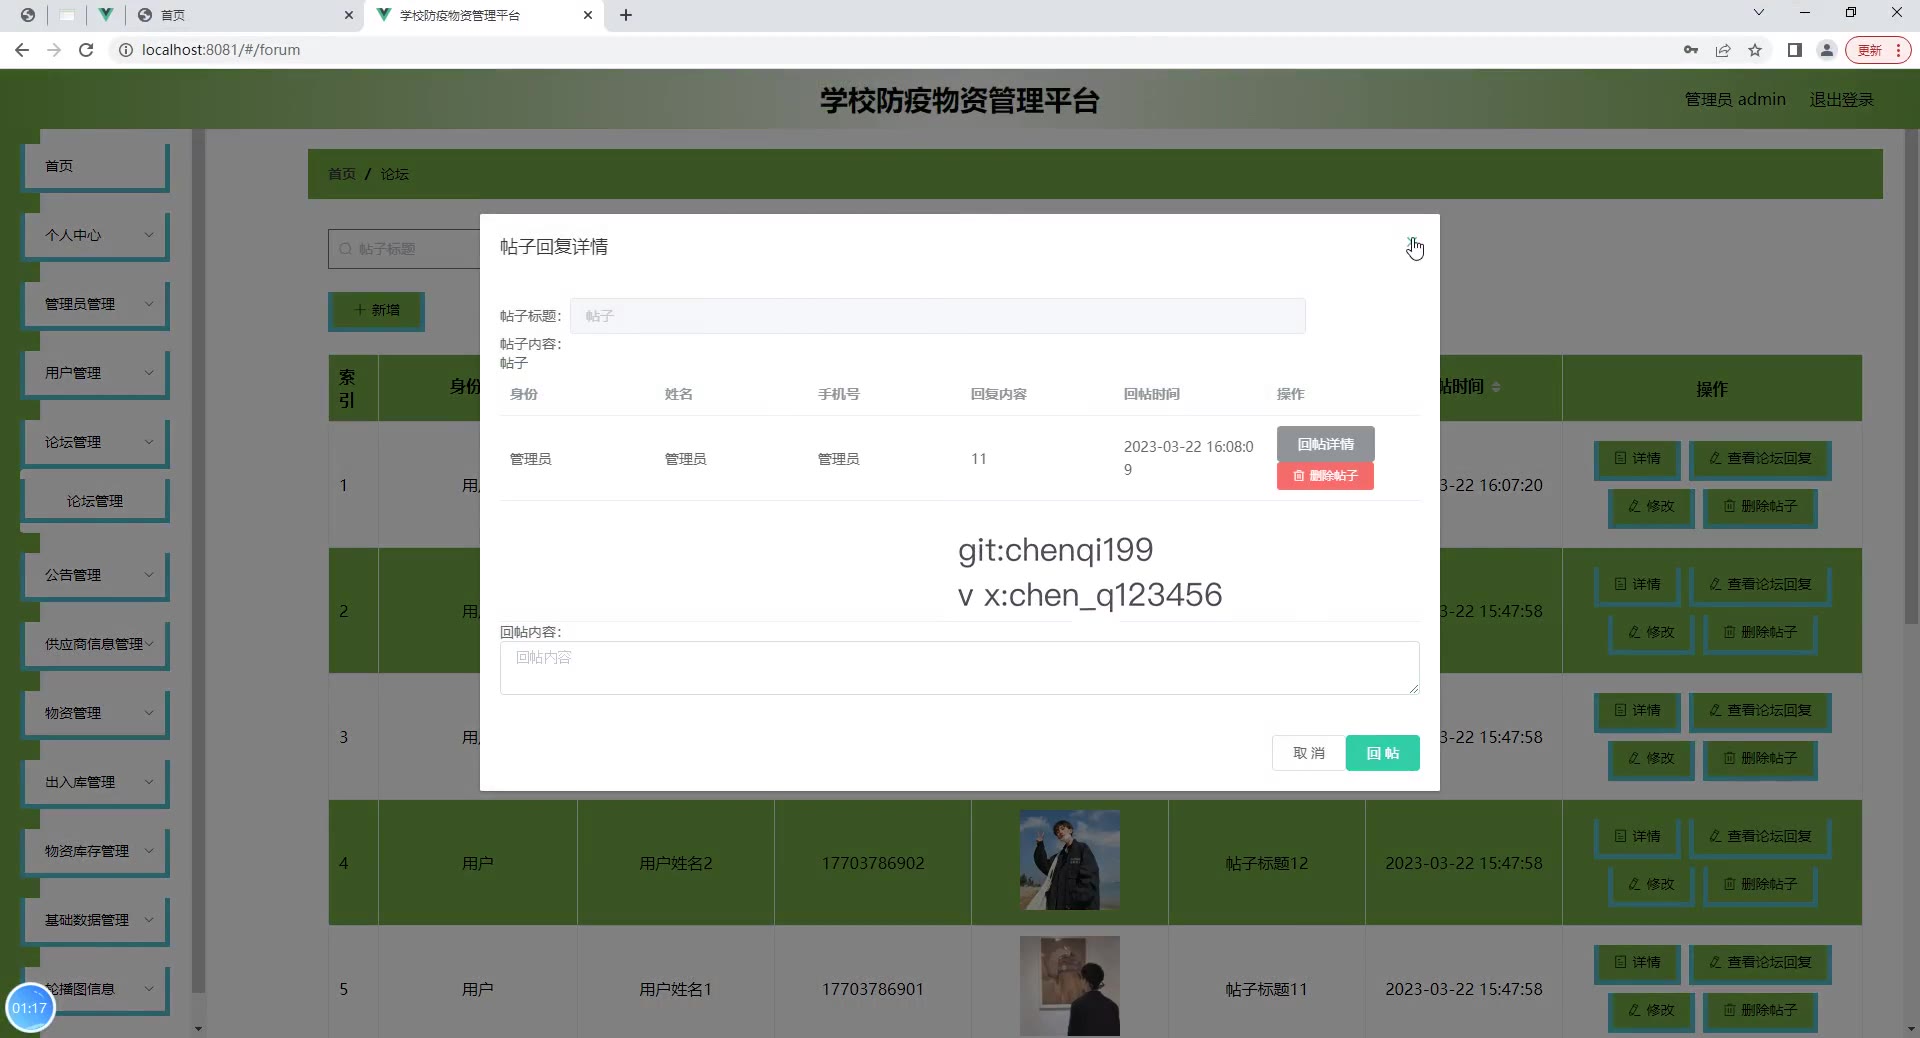 首页
学校防疫物资管理平台
localhost:8081/#/forum
更新
学校防疫物资管理平台
管理员 admin
退出登录
首页
个人中心
管理员管理
用户管理
论坛管理
论坛管理
公告管理
供应商信息管理
物资管理
出入库管理
物资库存管理
基础数据管理
轮播图信息
01:17
首页 / 论坛
帖子标题
新增
索引
身份
帖时间
操作
1
3-22 16:07:20
详情
查看论坛回复
修改
删除帖子
2
3-22 15:47:58
详情
查看论坛回复
修改
删除帖子
3
3-22 15:47:58
详情
查看论坛回复
修改
删除帖子
4
用户
用户姓名2
17703786902
帖子标题12
2023-03-22 15:47:58
详情
查看论坛回复
修改
删除帖子
5
用户
用户姓名1
17703786901
帖子标题11
2023-03-22 15:47:58
详情
查看论坛回复
修改
删除帖子
帖子回复详情
帖子标题:
帖子
帖子内容:
帖子
身份
姓名
手机号
回复内容
回帖时间
操作
管理员
管理员
管理员
11
2023-03-22 16:08:0
9
回帖详情
删除帖子
git:chenqi199
v x:chen_q123456
回帖内容:
回帖内容
取 消
回 帖